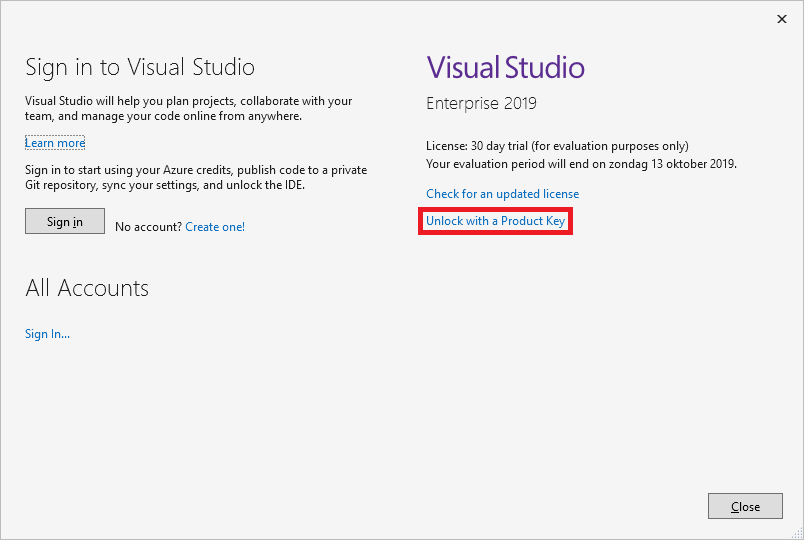 Sign in to Visual Studio
Visual Studio will help you plan projects, collaborate with your
team, and manage your code online from anywhere.
Learn more
Sign in to start using your Azure credits, publish code to a private
Git repository, sync your settings, and unlock the IDE.
Sign in
No account? Create one!
All Accounts
Sign In...
Visual Studio
Enterprise 2019
License: 30 day trial (for evaluation purposes only)
Your evaluation period will end on zondag 13 oktober 2019.
Check for an updated license
Unlock with a Product Key
Close